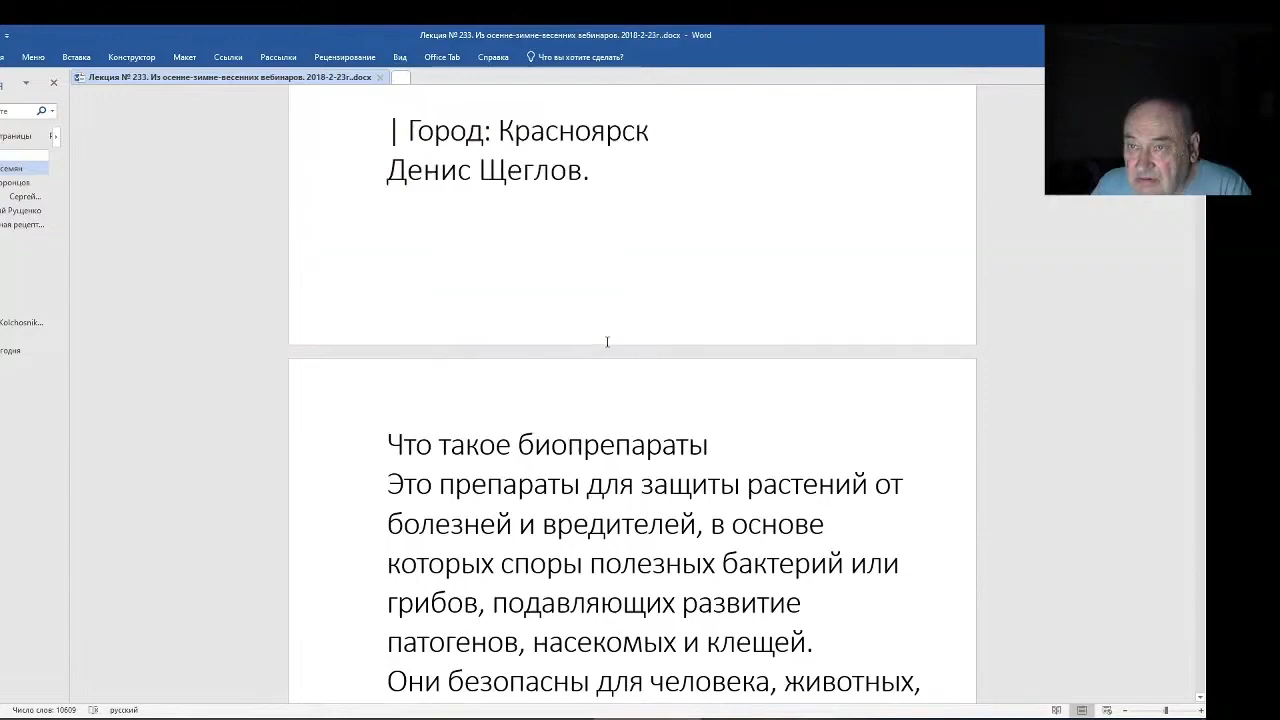 Лекция № 233. Из осенне-зимне-весенних вебинаров. 2018-2-23г..docx - Word
Меню Вставка Конструктор Макет Ссылки Рассылки Рецензирование Вид Office Tab Справка Что вы хотите сделать?
Лекция № 233. Из осенне-зимне-весенних вебинаров. 2018-2-23г..docx
семян
Сергей...
Kolchosnik...
| Город: Красноярск
Денис Щеглов.
Что такое биопрепараты
Это препараты для защиты растений от
болезней и вредителей, в основе
которых споры полезных бактерий или
грибов, подавляющих развитие
патогенов, насекомых и клещей.
Они безопасны для человека, животных,
Число слов: 10609 русский